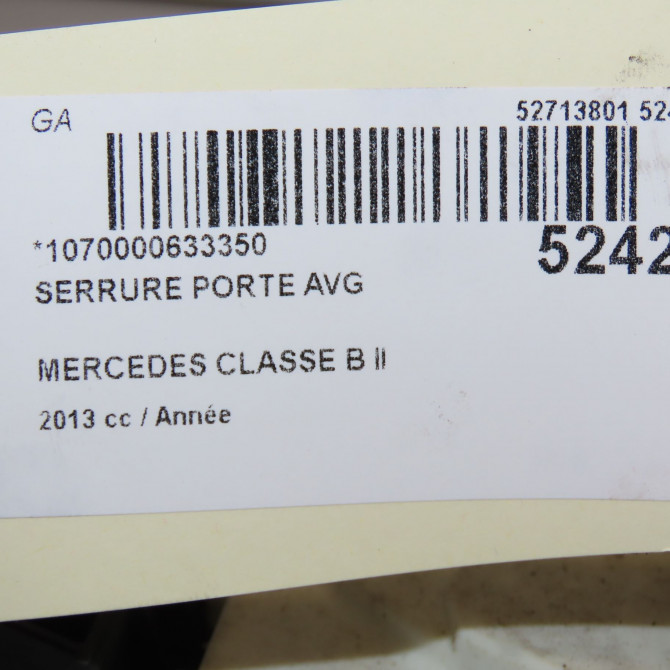 GA
52713801 524
*1070000633350
5242
SERRURE PORTE AVG
MERCEDES CLASSE B II
2013 cc / Année